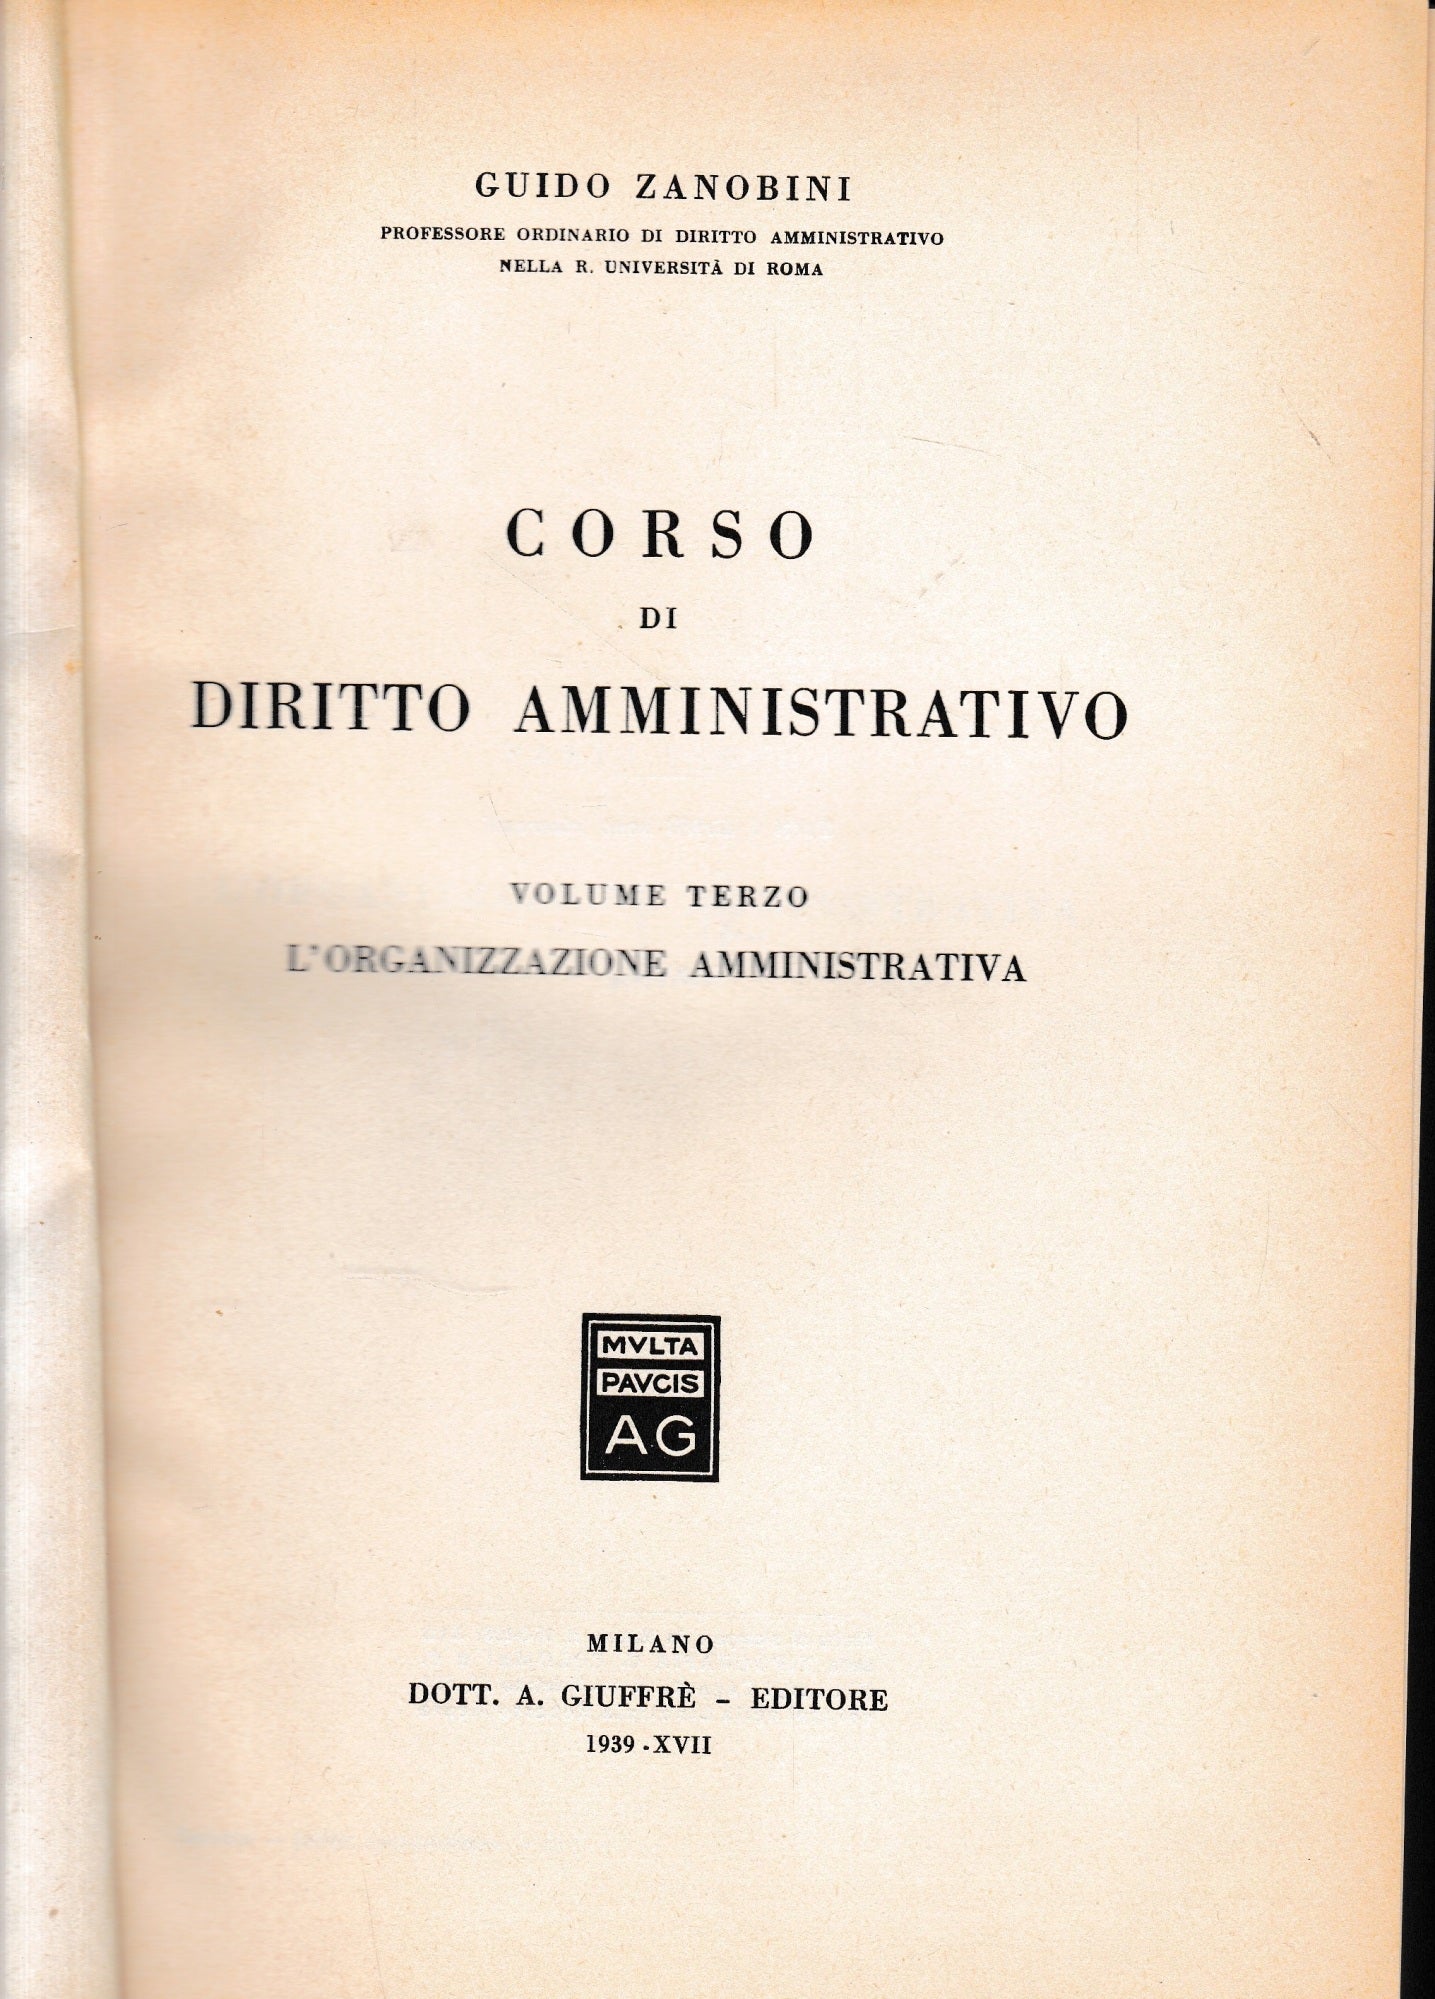 GUIDO ZANOBINI
PROFESSORE ORDINARIO DI DIRITTO AMMINISTRATIVO
NELLA R. UNIVERSITÀ DI ROMA
CORSO
DI
DIRITTO AMMINISTRATIVO
VOLUME TERZO
L'ORGANIZZAZIONE AMMINISTRATIVA
MVLTA
PAVCIS
AG
MILANO
DOTT. A. GIUFFRÈ - EDITORE
1939 - XVII